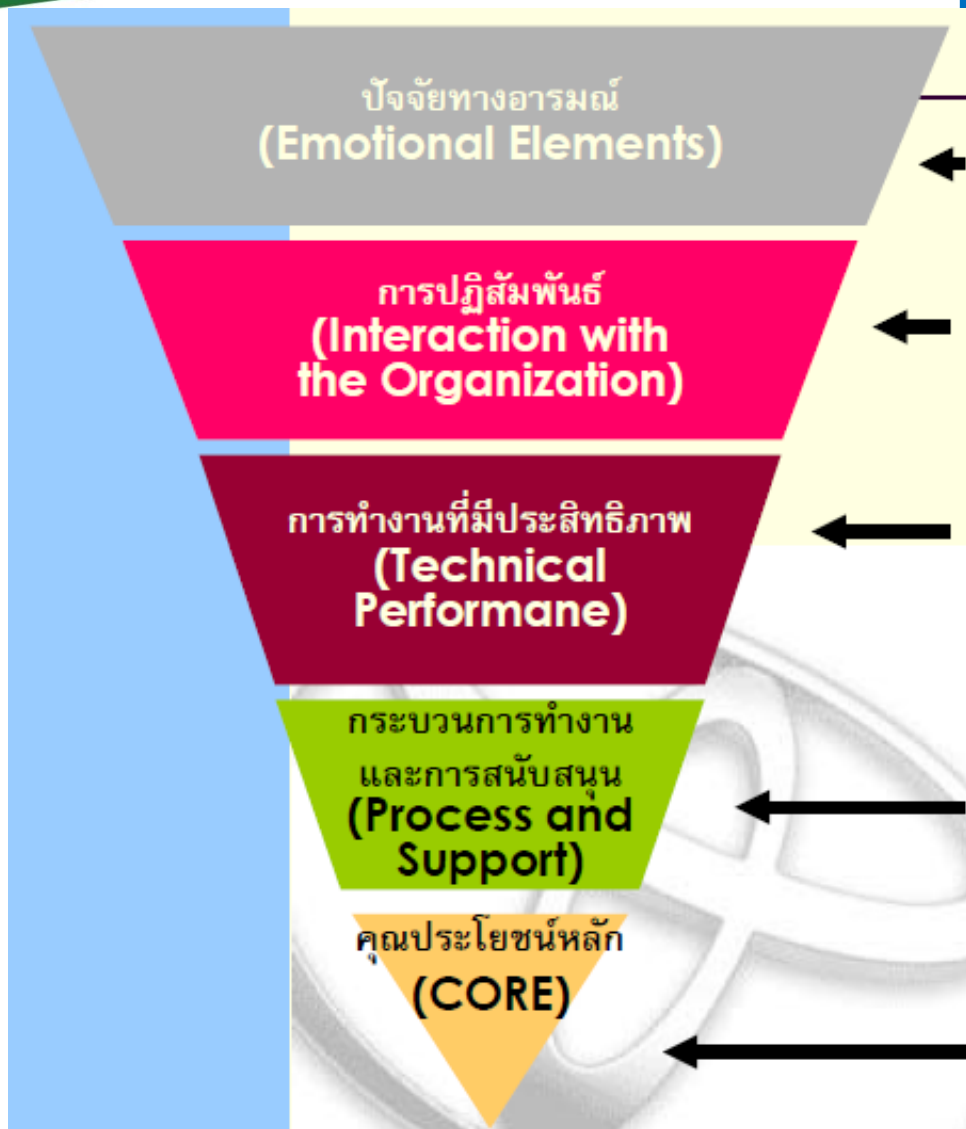 ปัจจัยทางอารมณ์
(Emotional Elements)
การปฏิสัมพันธ์
(Interaction with
the Organization)
การทำงานที่มีประสิทธิภาพ
(Technical
Performane)
กระบวนการทำงาน
และการสนับสนุน
(Process and
Support)
คุณประโยชน์หลัก
(CORE)